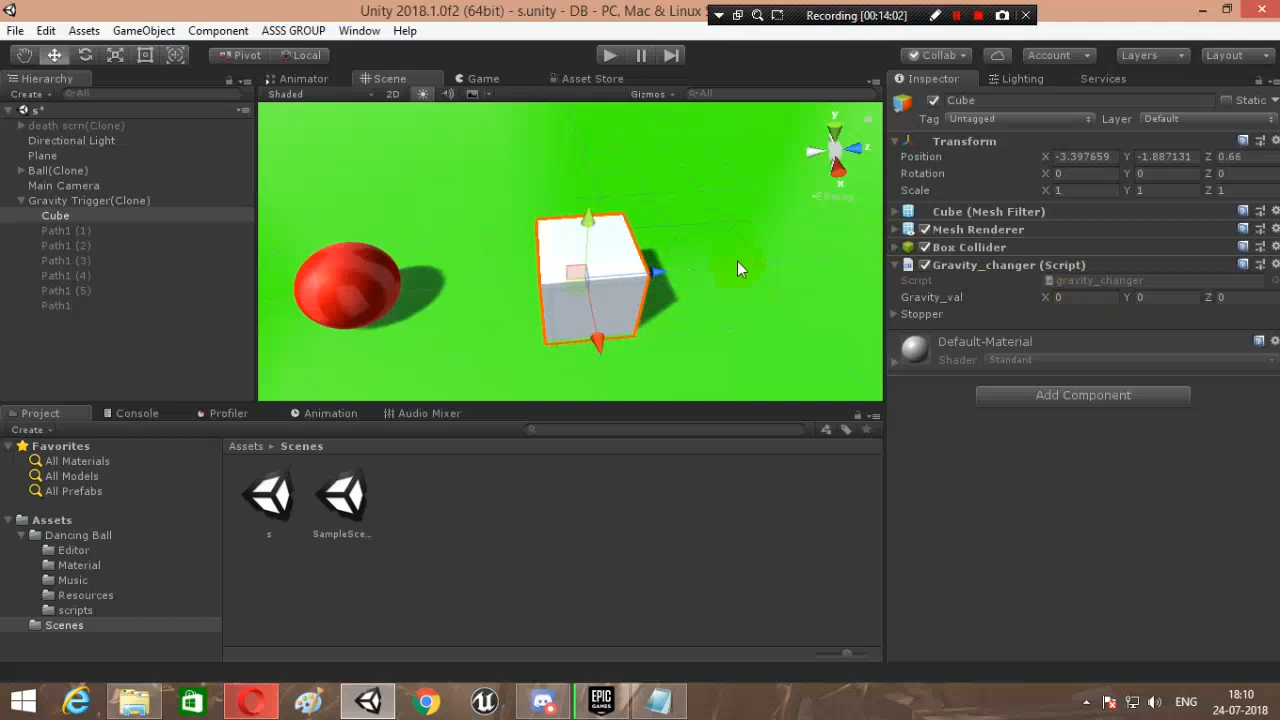 Unity 2018.1.0f2 (64bit) - s.unity - DB - PC, Mac & Linux S
Recording [00:14:02]
File Edit Assets GameObject Component ASSS GROUP Window Help
Pivot Local Collab Account Layers Layout
Hierarchy Animator Scene Game Asset Store Inspector Lighting Services
Create All Shaded 2D Gizmos All Cube Static
s*
Tag Untagged Layer Default
death scrn(Clone)
Directional Light
Plane
Ball(Clone)
Main Camera
Gravity Trigger(Clone)
Cube
Path1 (1)
Path1 (2)
Path1 (3)
Path1 (4)
Path1 (5)
Path1
y
z
x
Persp
Transform
Position X -3.397659 Y -1.887131 Z 0.66
Rotation X 0 Y 0 Z 0
Scale X 1 Y 1 Z 1
Cube (Mesh Filter)
Mesh Renderer
Box Collider
Gravity_changer (Script)
Script gravity_changer
Gravity_val X 0 Y 0 Z 0
Stopper
Default-Material
Shader Standard
Add Component
Project Console Profiler Animation Audio Mixer
Create
Favorites
All Materials
All Models
All Prefabs
Assets
Dancing Ball
Editor
Material
Music
Resources
scripts
Scenes
Assets Scenes
s SampleSce...
EPIC
GAMES
ENG
18:10
24-07-2018